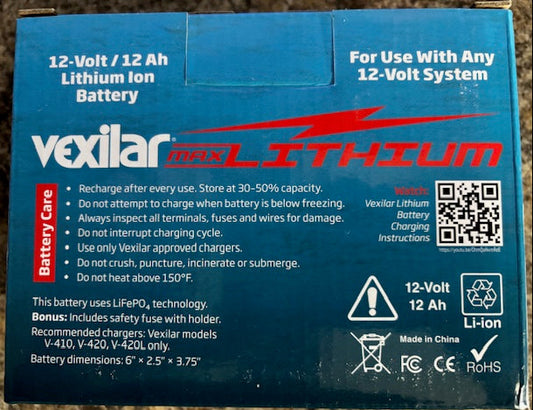 12-Volt / 12 Ah
Lithium Ion
Battery
For Use With Any
12-Volt System
Vexilar® MAX LITHIUM
Battery Care
• Recharge after every use. Store at 30-50% capacity.
• Do not attempt to charge when battery is below freezing.
• Always inspect all terminals, fuses and wires for damage.
• Do not interrupt charging cycle.
• Use only Vexilar approved chargers.
• Do not crush, puncture, incinerate or submerge.
• Do not heat above 150°F.
Watch:
Vexilar Lithium
Battery
Charging
Instructions
This battery uses LiFePO₄ technology.
Bonus: Includes safety fuse with holder.
Recommended chargers: Vexilar models
V-410, V-420, V-420L only.
Battery dimensions: 6" × 2.5" × 3.75"
12-Volt
12 Ah
Li-ion
Made in China
FC CE RoHS